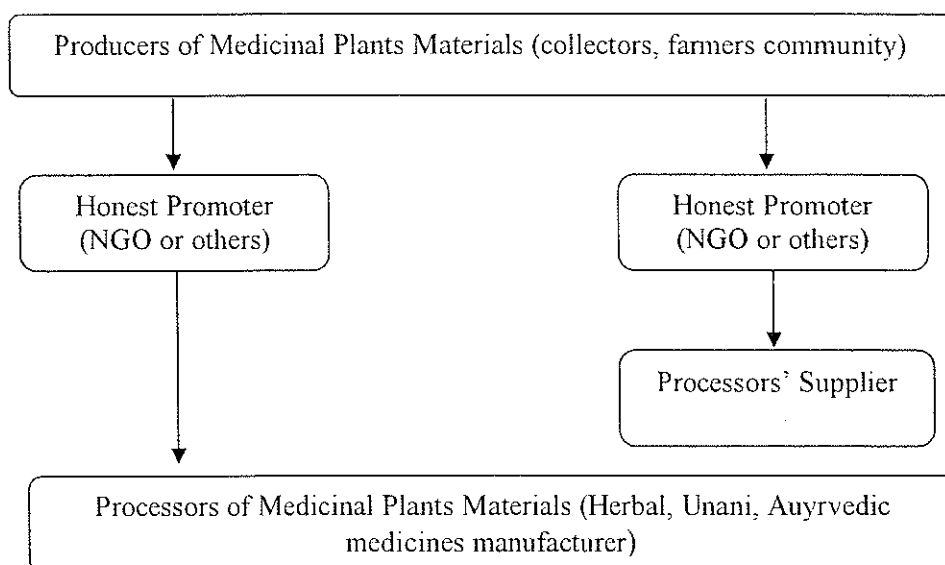 Producers of Medicinal Plants Materials (collectors, farmers community)
Honest Promoter
(NGO or others)
Honest Promoter
(NGO or others)
Processors' Supplier
Processors of Medicinal Plants Materials (Herbal, Unani, Auyrvedic
medicines manufacturer)